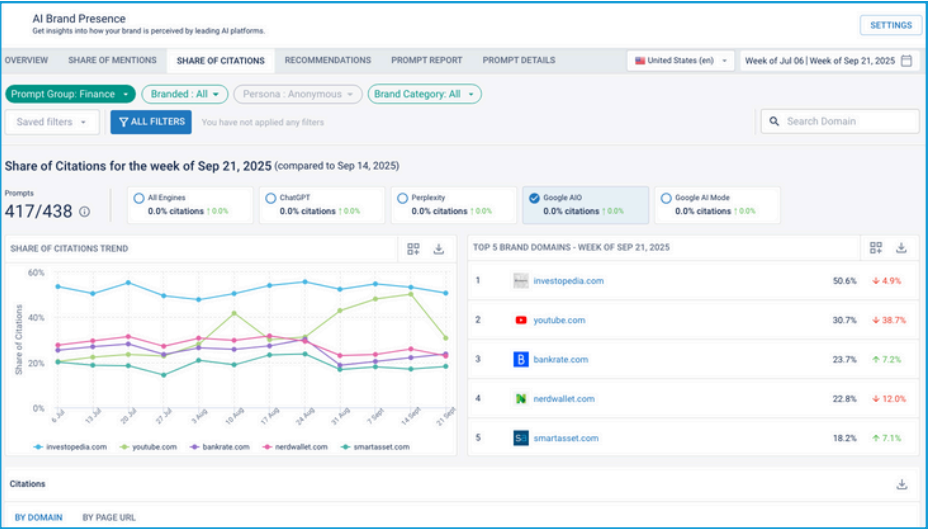 AI Brand Presence
Get insights into how your brand is perceived by leading AI platforms.
SETTINGS
OVERVIEW SHARE OF MENTIONS SHARE OF CITATIONS RECOMMENDATIONS PROMPT REPORT PROMPT DETAILS United States (en) Week of Jul 06 | Week of Sep 21, 2025
Prompt Group: Finance Branded : All Persona : Anonymous Brand Category: All
Saved filters ALL FILTERS You have not applied any filters Search Domain
Share of Citations for the week of Sep 21, 2025 (compared to Sep 14, 2025)
Prompts
417/438
All Engines
0.0% citations ↑ 0.0%
ChatGPT
0.0% citations ↑ 0.0%
Perplexity
0.0% citations ↑ 0.0%
Google AIO
0.0% citations ↑ 0.0%
Google AI Mode
0.0% citations ↑ 0.0%
SHARE OF CITATIONS TREND
60%
40%
20%
0%
Share of Citations
6 Jul 13 Jul 20 Jul 27 Jul 3 Aug 10 Aug 17 Aug 24 Aug 31 Aug 7 Sept 14 Sept 21 Sept
investopedia.com youtube.com bankrate.com nerdwallet.com smartasset.com
TOP 5 BRAND DOMAINS - WEEK OF SEP 21, 2025
1 investopedia.com 50.6% ↓ 4.9%
2 youtube.com 30.7% ↓ 38.7%
3 B bankrate.com 23.7% ↑ 7.2%
4 nerdwallet.com 22.8% ↓ 12.0%
5 smartasset.com 18.2% ↑ 7.1%
Citations
BY DOMAIN BY PAGE URL